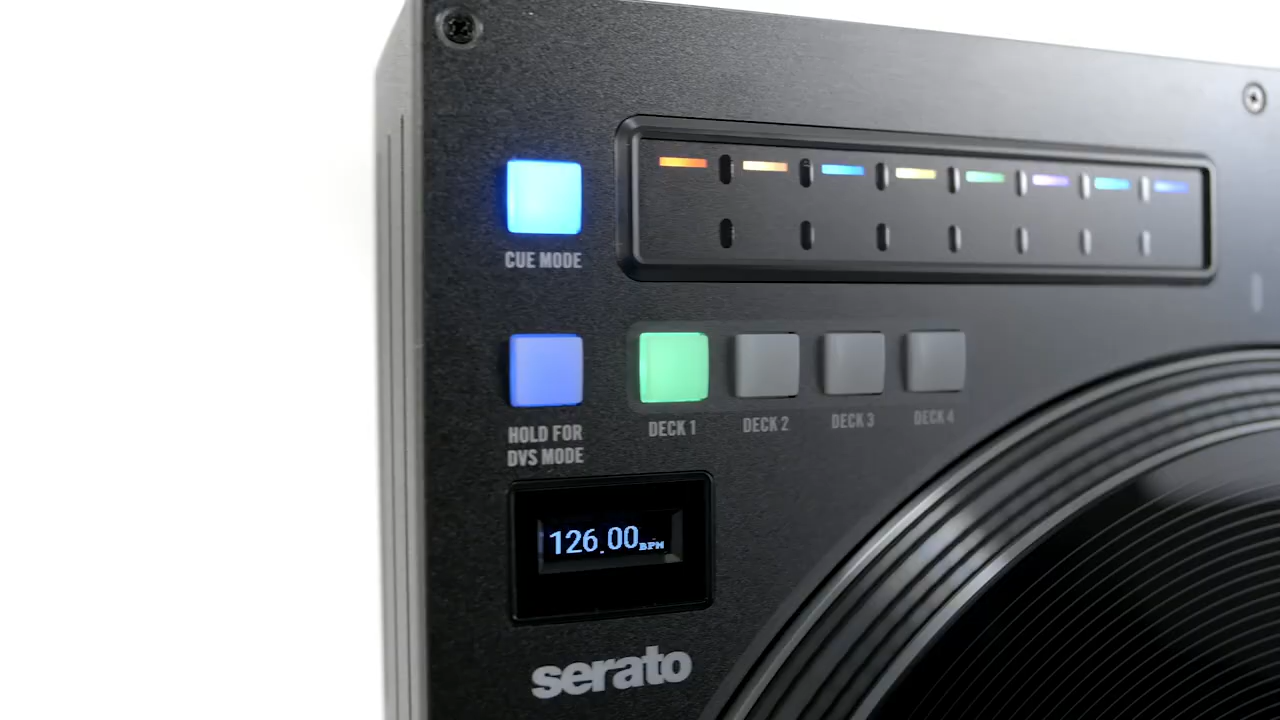 CUE MODE
HOLD FOR
DVS MODE
DECK 1
DECK 2
DECK 3
DECK 4
126.00 BPM
serato